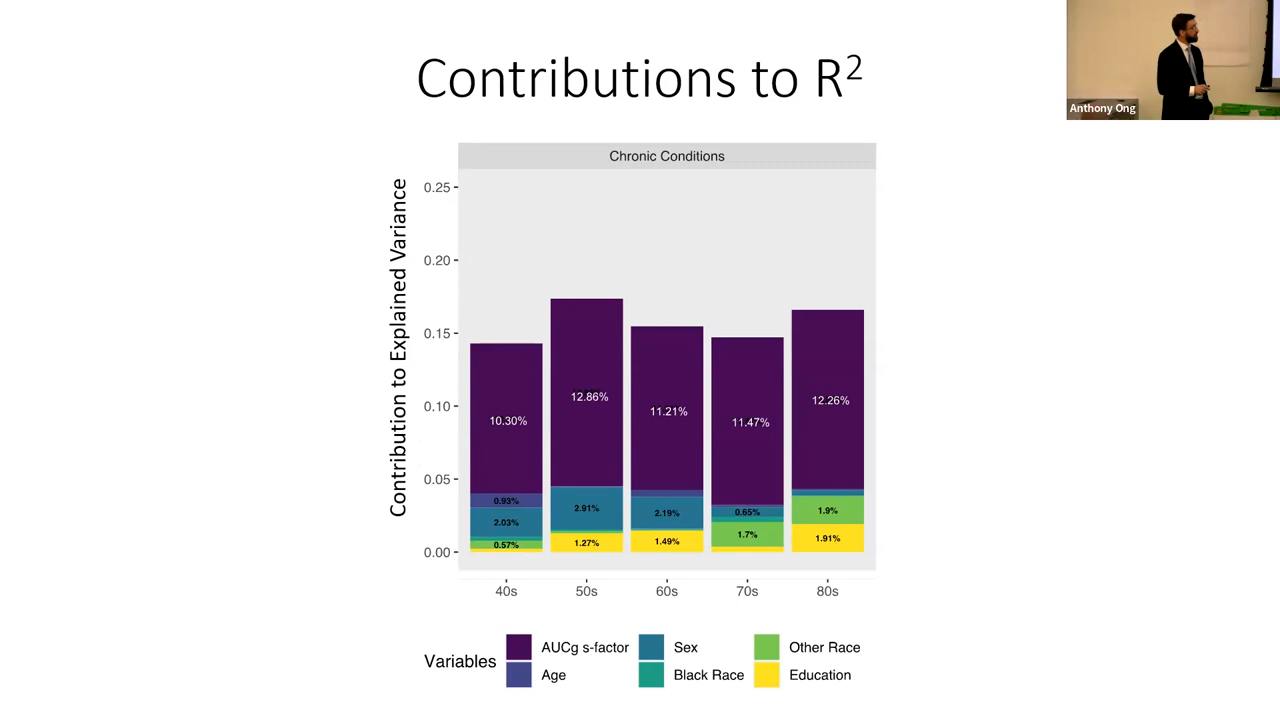 Contributions to R²
Anthony Ong
Chronic Conditions
Contribution to Explained Variance
0.25
0.20
0.15
0.10
0.05
0.00
10.30%
0.93%
2.03%
0.57%
12.86%
2.91%
1.27%
11.21%
2.19%
1.49%
11.47%
0.65%
1.7%
12.26%
1.9%
1.91%
40s 50s 60s 70s 80s
Variables
AUCg s-factor Sex Other Race
Age Black Race Education